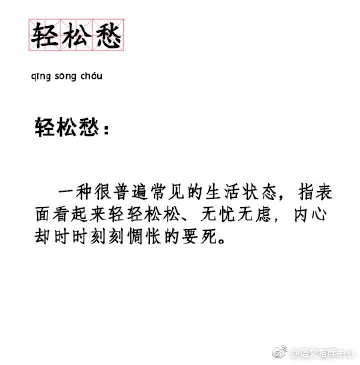 轻松愁
qīng sōng chóu
轻松愁：
一种很普遍常见的生活状态，指表
面看起来轻轻松松、无忧无虑，内心
却时时刻刻惆怅的要死。